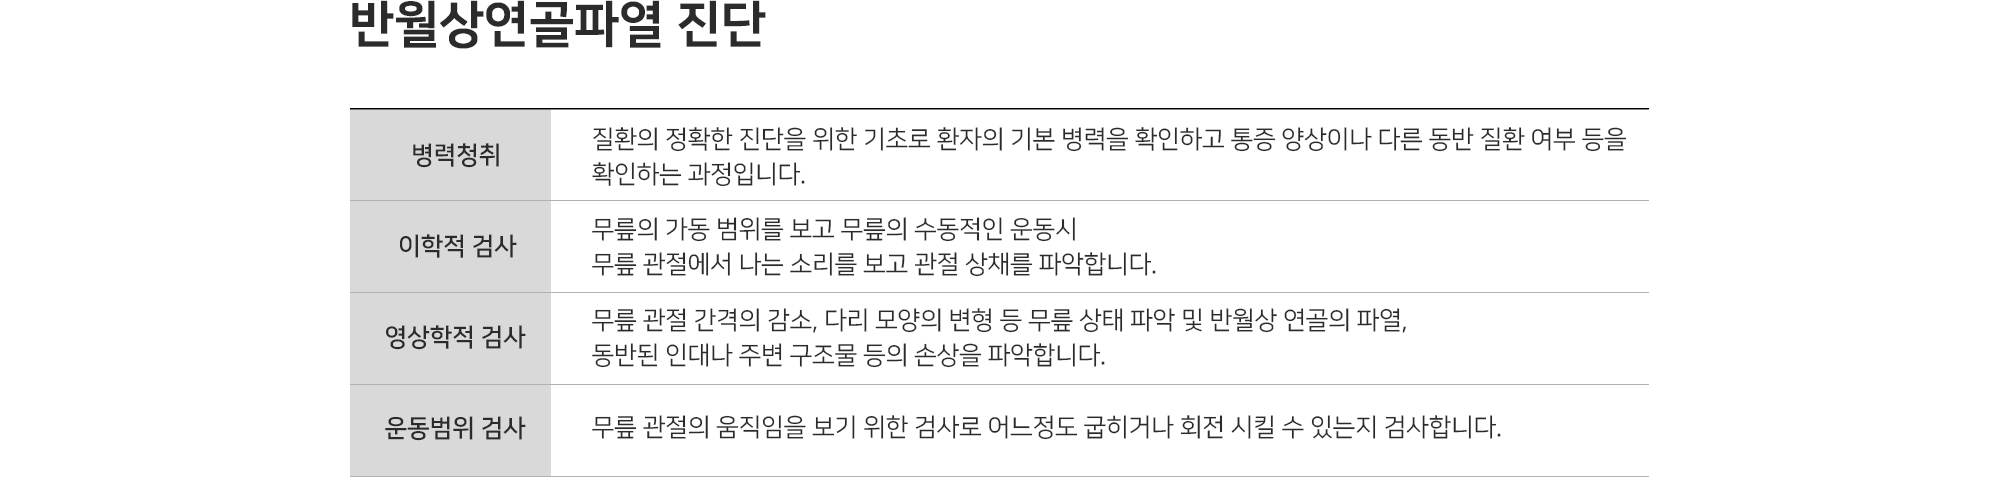 반월상연골파열 진단
병력청취
질환의 정확한 진단을 위한 기초로 환자의 기본 병력을 확인하고 통증 양상이나 다른 동반 질환 여부 등을
확인하는 과정입니다.
이학적 검사
무릎의 가동 범위를 보고 무릎의 수동적인 운동시
무릎 관절에서 나는 소리를 보고 관절 상채를 파악합니다.
영상학적 검사
무릎 관절 간격의 감소, 다리 모양의 변형 등 무릎 상태 파악 및 반월상 연골의 파열,
동반된 인대나 주변 구조물 등의 손상을 파악합니다.
운동범위 검사
무릎 관절의 움직임을 보기 위한 검사로 어느정도 굽히거나 회전 시킬 수 있는지 검사합니다.